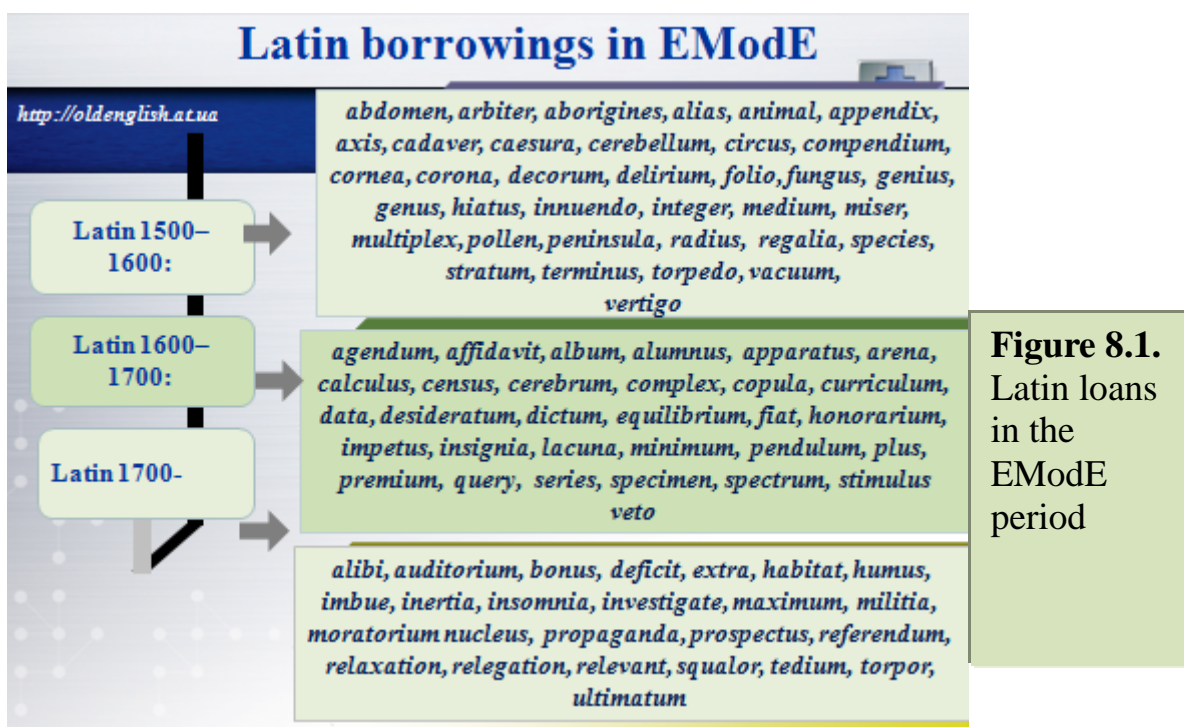 Latin borrowings in EModE
http://oldenglish.at.ua
Latin 1500–
1600:
abdomen, arbiter, aborigines, alias, animal, appendix,
axis, cadaver, caesura, cerebellum, circus, compendium,
cornea, corona, decorum, delirium, folio, fungus, genius,
genus, hiatus, innuendo, integer, medium, miser,
multiplex, pollen, peninsula, radius, regalia, species,
stratum, terminus, torpedo, vacuum,
vertigo
Latin 1600–
1700:
agendum, affidavit, album, alumnus, apparatus, arena,
calculus, census, cerebrum, complex, copula, curriculum,
data, desideratum, dictum, equilibrium, fiat, honorarium,
impetus, insignia, lacuna, minimum, pendulum, plus,
premium, query, series, specimen, spectrum, stimulus
veto
Latin 1700-
alibi, auditorium, bonus, deficit, extra, habitat, humus,
imbue, inertia, insomnia, investigate, maximum, militia,
moratorium nucleus, propaganda, prospectus, referendum,
relaxation, relegation, relevant, squalor, tedium, torpor,
ultimatum
Figure 8.1.
Latin loans
in the
EModE
period